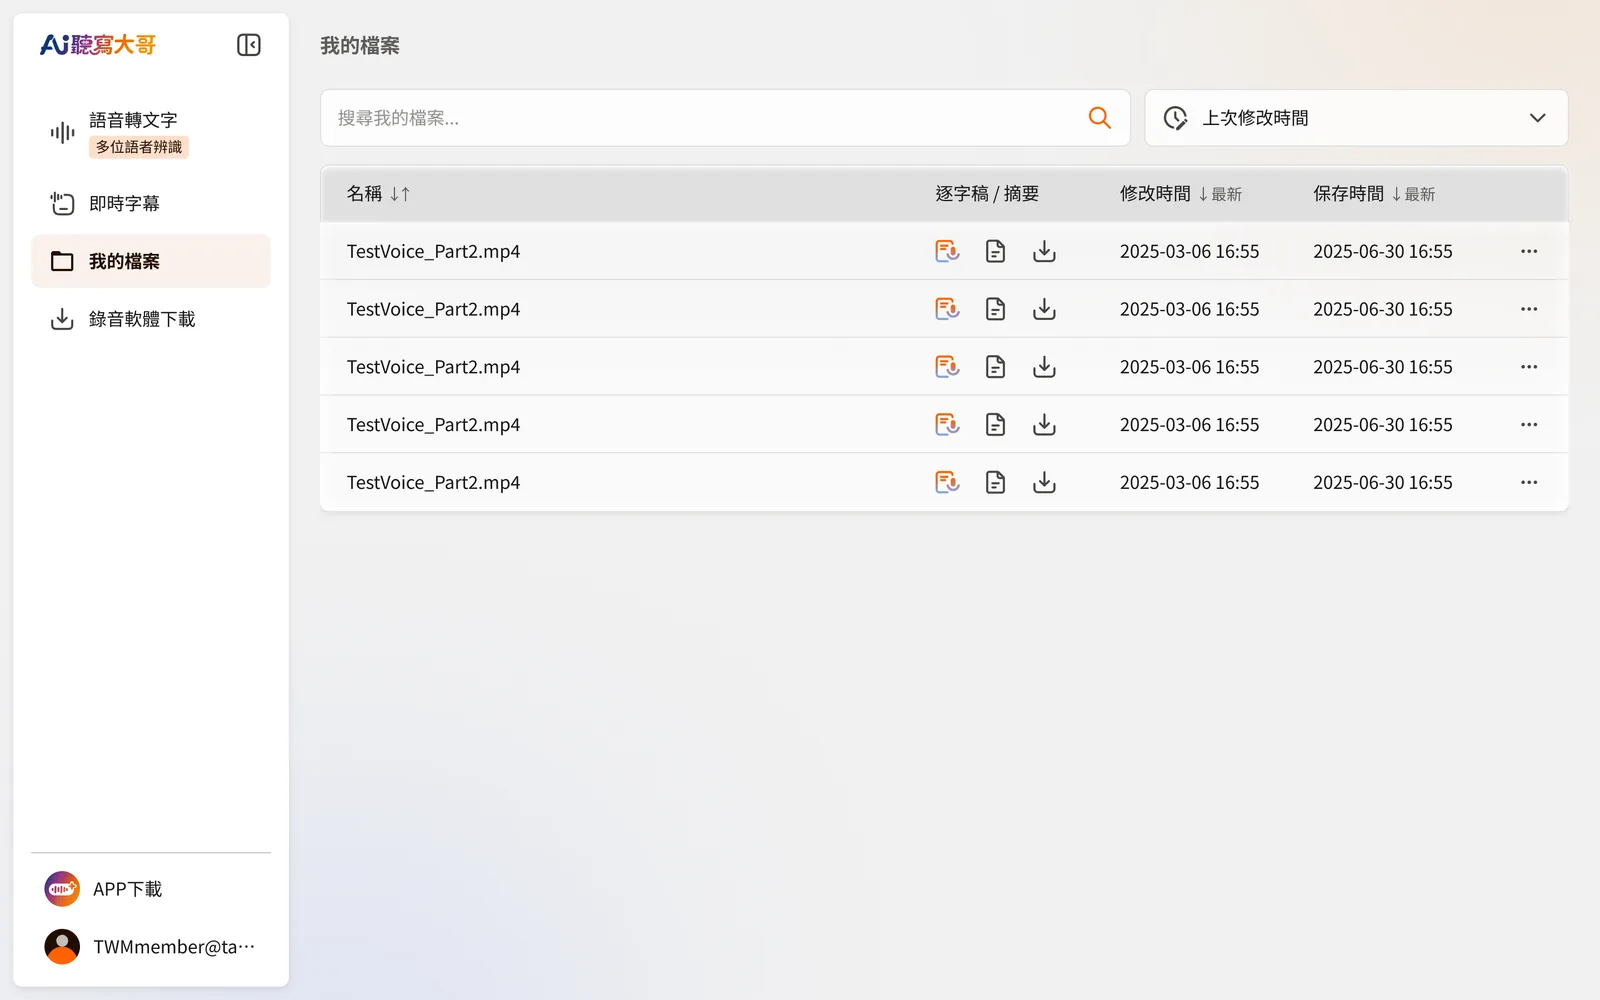 Ai聽寫大哥
語音轉文字
多位語者辨識
即時字幕
我的檔案
錄音軟體下載
APP下載
TWMmember@ta···
我的檔案
搜尋我的檔案...
上次修改時間
名稱 ↓↑ 逐字稿 / 摘要 修改時間 ↓最新 保存時間 ↓最新
TestVoice_Part2.mp4 2025-03-06 16:55 2025-06-30 16:55
TestVoice_Part2.mp4 2025-03-06 16:55 2025-06-30 16:55
TestVoice_Part2.mp4 2025-03-06 16:55 2025-06-30 16:55
TestVoice_Part2.mp4 2025-03-06 16:55 2025-06-30 16:55
TestVoice_Part2.mp4 2025-03-06 16:55 2025-06-30 16:55